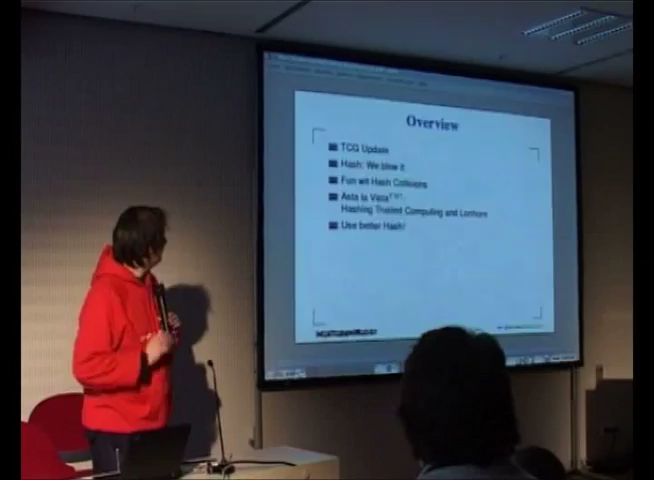 Overview
TCG Update
Hash: We blew it
Fun wit Hash Collisions
Asta la Vista
Hashing Trusted Computing and Lonhorn
Use better Hash!